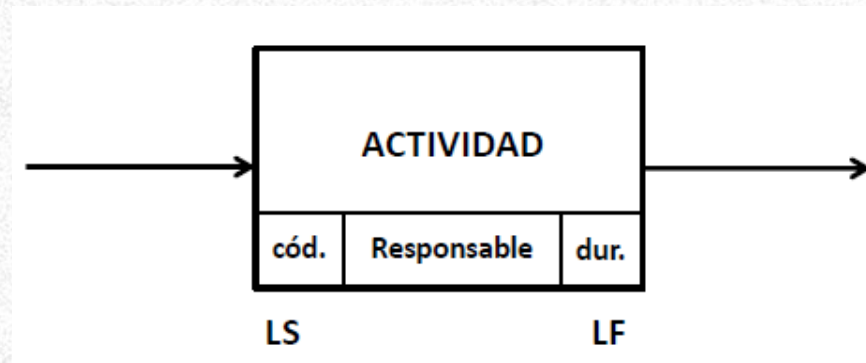 ACTIVIDAD
cód. Responsable dur.
LS LF